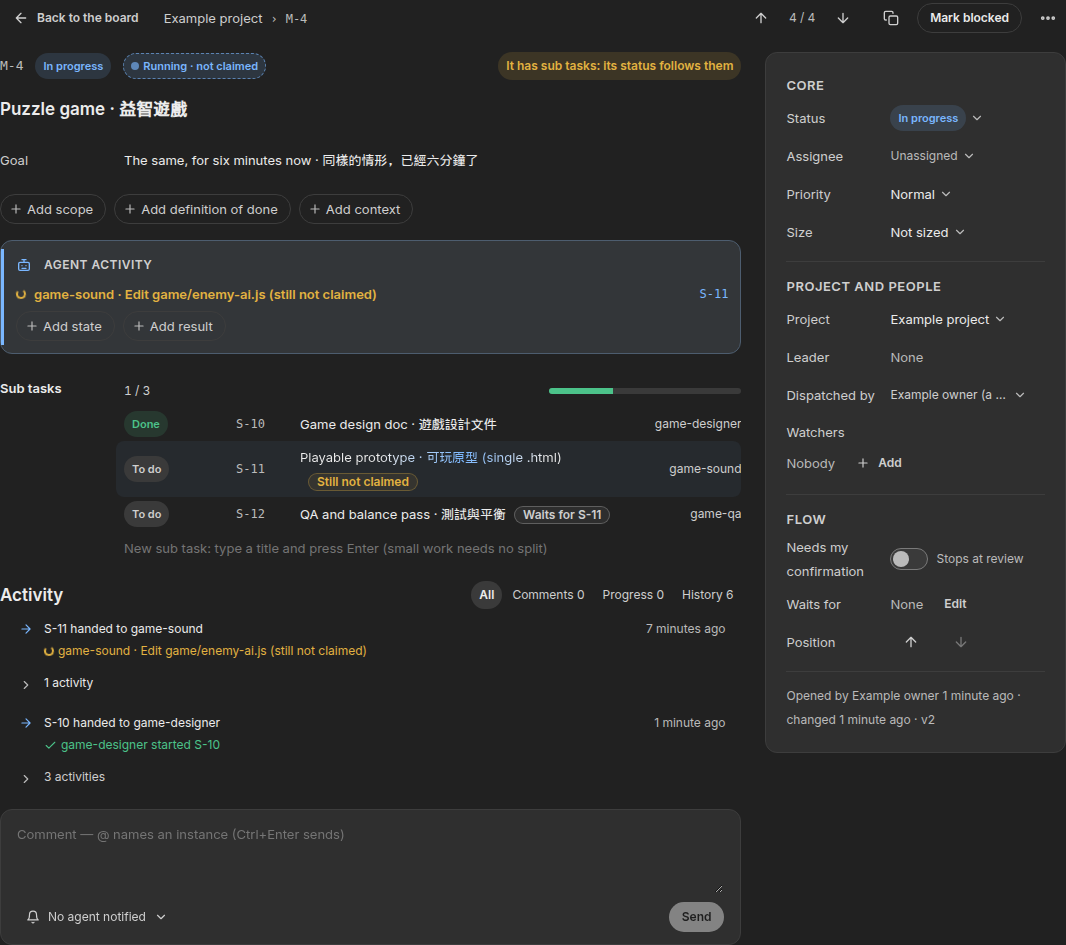 Back to the board
Example project › M-4
4 / 4
Mark blocked
M-4
In progress
Running · not claimed
It has sub tasks: its status follows them
Puzzle game · 益智遊戲
Goal
The same, for six minutes now · 同樣的情形，已經六分鐘了
+ Add scope
+ Add definition of done
+ Add context
AGENT ACTIVITY
game-sound · Edit game/enemy-ai.js (still not claimed)
S-11
+ Add state
+ Add result
Sub tasks
1 / 3
Done
S-10
Game design doc · 遊戲設計文件
game-designer
To do
S-11
Playable prototype · 可玩原型 (single .html)
Still not claimed
game-sound
To do
S-12
QA and balance pass · 測試與平衡
Waits for S-11
game-qa
New sub task: type a title and press Enter (small work needs no split)
Activity
All
Comments 0
Progress 0
History 6
S-11 handed to game-sound
7 minutes ago
game-sound · Edit game/enemy-ai.js (still not claimed)
1 activity
S-10 handed to game-designer
1 minute ago
game-designer started S-10
3 activities
Comment — @ names an instance (Ctrl+Enter sends)
No agent notified
Send
CORE
Status
In progress
Assignee
Unassigned
Priority
Normal
Size
Not sized
PROJECT AND PEOPLE
Project
Example project
Leader
None
Dispatched by
Example owner (a ...
Watchers
Nobody
+ Add
FLOW
Needs my
confirmation
Stops at review
Waits for
None
Edit
Position
Opened by Example owner 1 minute ago ·
changed 1 minute ago · v2